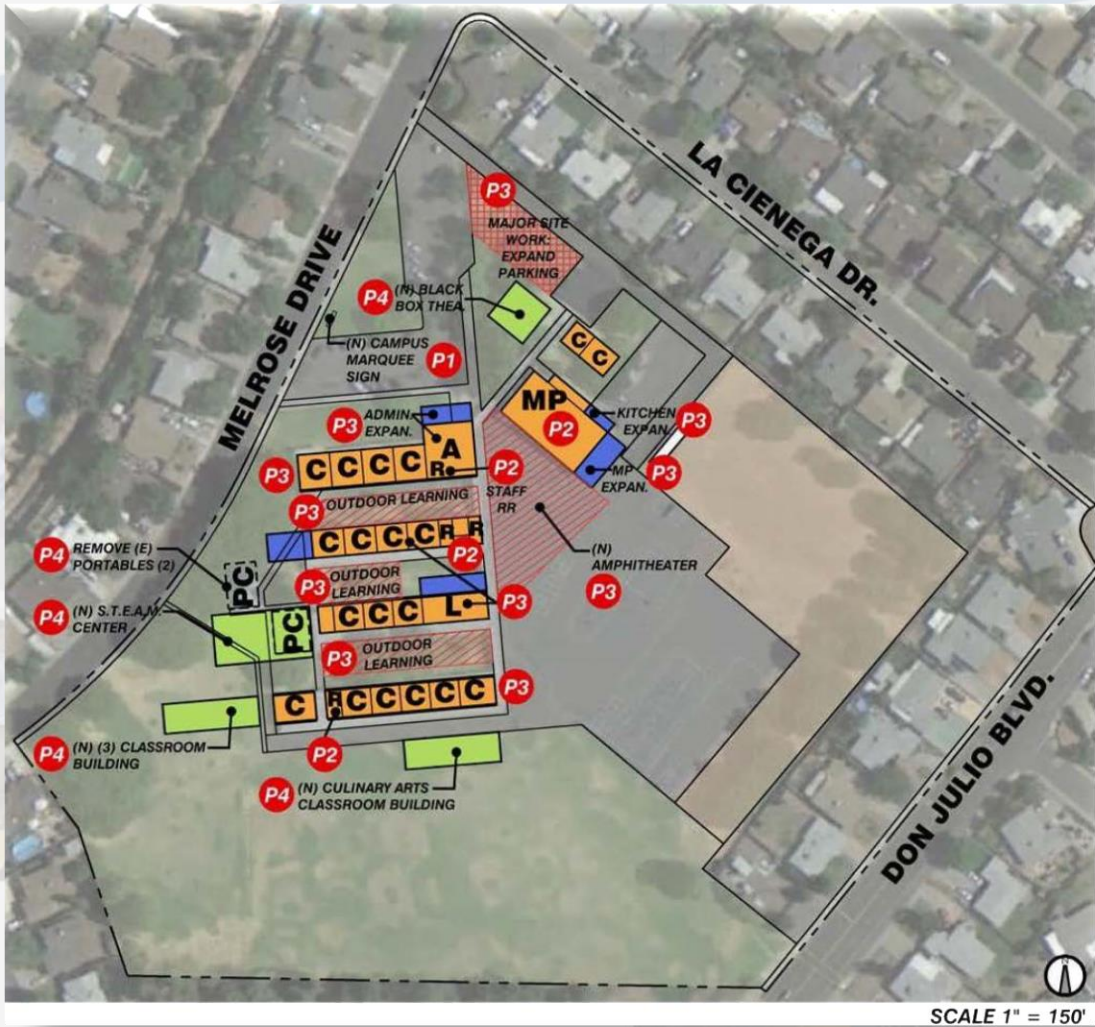 LA CIENEGA DR.
P3
MAJOR SITE
WORK:
EXPAND
PARKING
MELROSE DRIVE
P4
(N) BLACK
BOX THEA.
(N) CAMPUS
MARQUEE
SIGN
P1
C C
MP
P2
KITCHEN
EXPAN.
P3
MP
EXPAN.
P3
P3
ADMIN.
EXPAN.
A
R
P3
C C C C
P2
STAFF
RR
P3
OUTDOOR LEARNING
C C C C R R
P2
(N)
AMPHITHEATER
P3
P4
REMOVE (E)
PORTABLES (2)
PC
P3
OUTDOOR
LEARNING
C C C L
P3
P4
(N) S.T.E.A.M.
CENTER
PC
P3
OUTDOOR
LEARNING
C R C C C C C
P3
P2
P4
(N) (3) CLASSROOM
BUILDING
P4
(N) CULINARY ARTS
CLASSROOM BUILDING
DON JULIO BLVD.
N
SCALE 1" = 150'